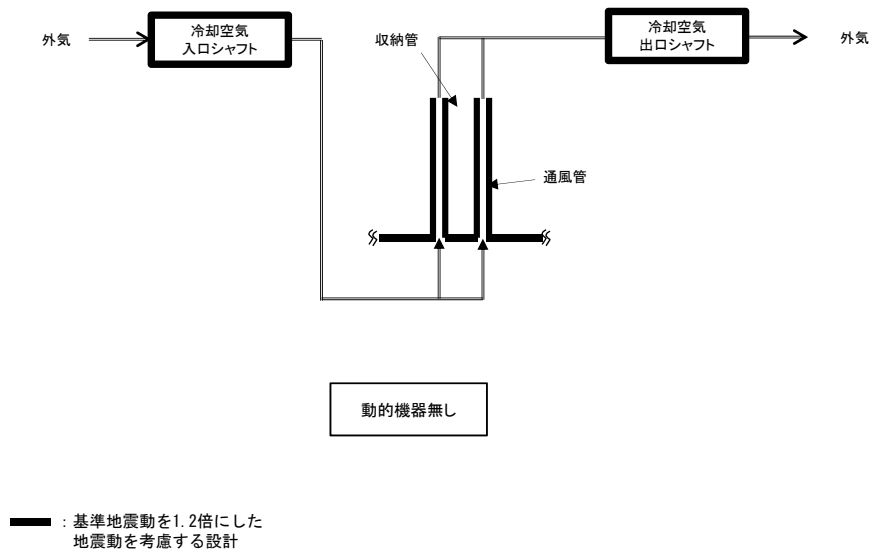 外気
冷却空気
入口シャフト
収納管
冷却空気
出口シャフト
外気
通風管
動的機器無し
：基準地震動を1.2倍にした
地震動を考慮する設計